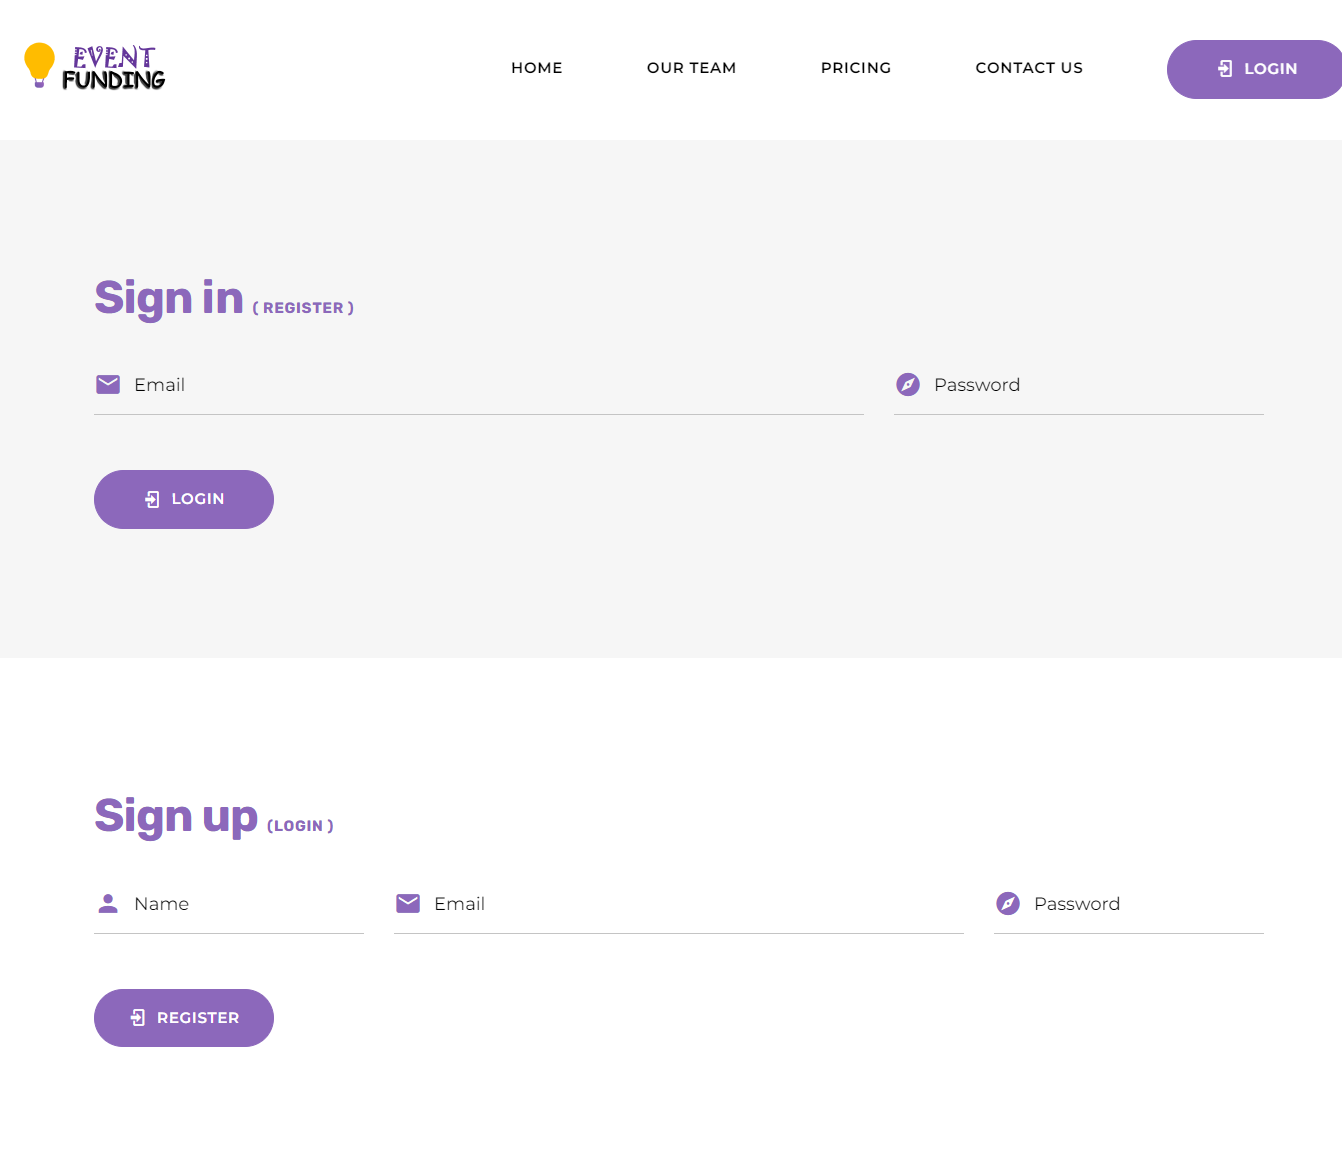 EVENT
FUNDING
HOME OUR TEAM PRICING CONTACT US LOGIN
Sign in ( REGISTER )
Email Password
LOGIN
Sign up (LOGIN )
Name Email Password
REGISTER